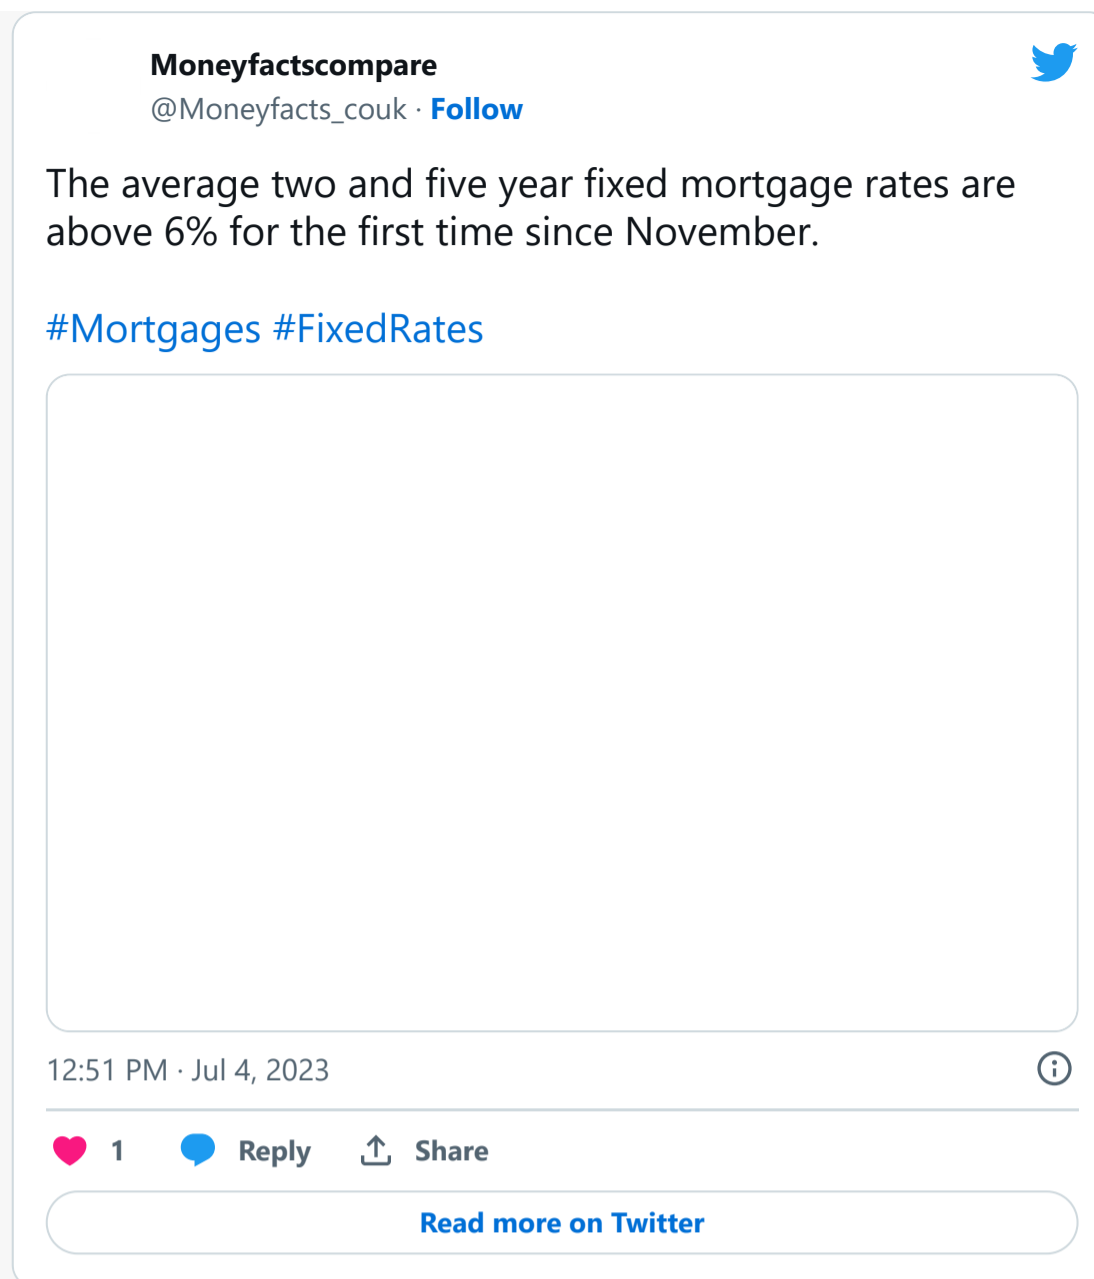 Moneyfactscompare
@Moneyfacts_couk · Follow
The average two and five year fixed mortgage rates are
above 6% for the first time since November.
#Mortgages #FixedRates
12:51 PM · Jul 4, 2023
1 Reply Share
Read more on Twitter